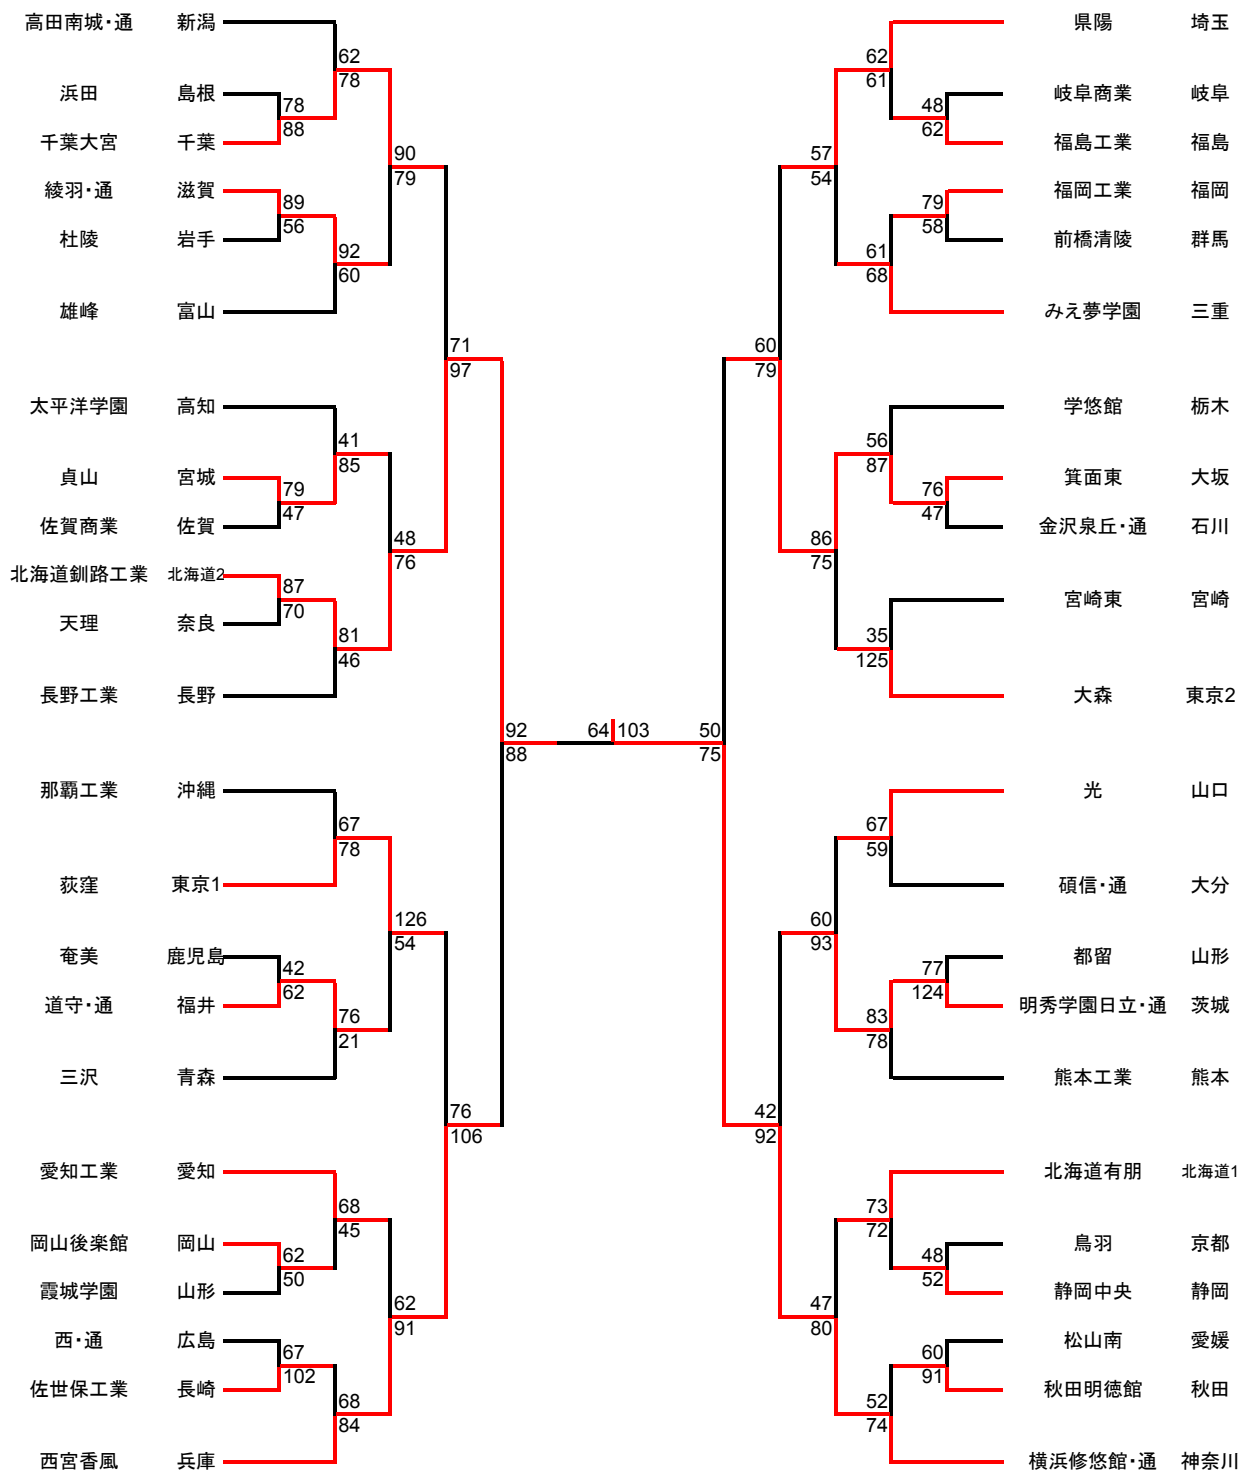 高田南城・通 新潟
62
78
浜田 島根
78
88
千葉大宮 千葉
90
79
綾羽・通 滋賀
89
56
杜陵 岩手
92
60
雄峰 富山
71
97
太平洋学園 高知
41
85
貞山 宮城
79
47
佐賀商業 佐賀
48
76
北海道釧路工業 北海道2
87
70
天理 奈良
81
46
長野工業 長野
92
88
那覇工業 沖縄
67
78
荻窪 東京1
126
54
奄美 鹿児島
42
62
道守・通 福井
76
21
三沢 青森
76
106
愛知工業 愛知
68
45
岡山後楽館 岡山
62
50
霞城学園 山形
62
91
西・通 広島
67
102
佐世保工業 長崎
68
84
西宮香風 兵庫
64 103
県陽 埼玉
62
61
岐阜商業 岐阜
48
62
福島工業 福島
57
54
福岡工業 福岡
79
58
前橋清陵 群馬
61
68
みえ夢学園 三重
60
79
学悠館 栃木
56
87
箕面東 大坂
76
47
金沢泉丘・通 石川
86
75
宮崎東 宮崎
35
125
大森 東京2
50
75
光 山口
67
59
碩信・通 大分
60
93
都留 山形
77
124
明秀学園日立・通 茨城
83
78
熊本工業 熊本
42
92
北海道有朋 北海道1
73
72
鳥羽 京都
48
52
静岡中央 静岡
47
80
松山南 愛媛
60
91
秋田明徳館 秋田
52
74
横浜修悠館・通 神奈川